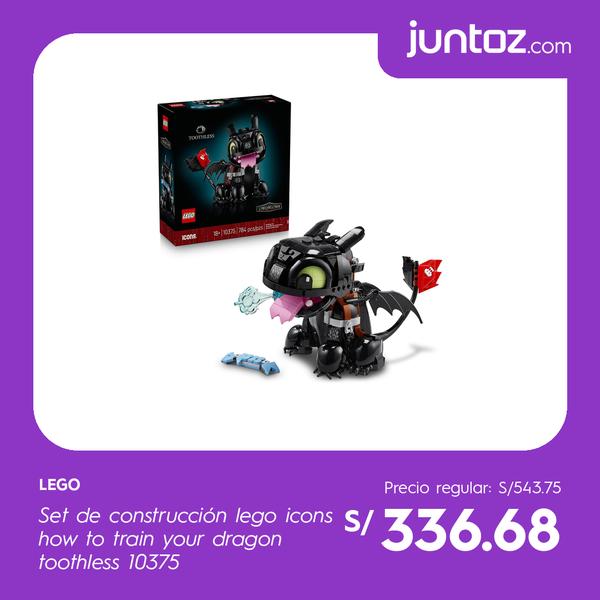 juntoz.com
TOOTHLESS
LEGO
ICONS
18+ | 10375 | 784 pcs/pzs
LEGO
Precio regular: S/543.75
Set de construcción lego icons
how to train your dragon
toothless 10375
S/ 336.68